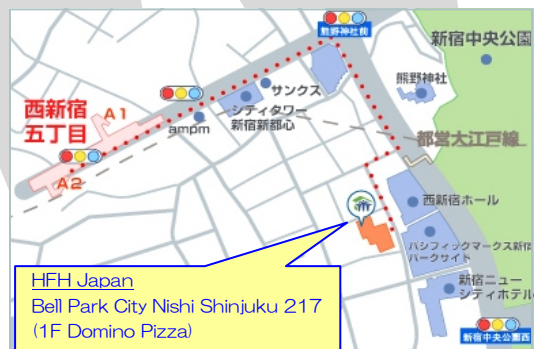 熊野神社前
新宿中央公園
サンクス
熊野神社
西新宿
五丁目
A1
シティタワー
新宿新都心
ampm
都営大江戸線
A2
西新宿ホール
パシフィックマークス新宿
パークサイド
新宿ニュー
シティホテル
HFH Japan
Bell Park City Nishi Shinjuku 217
(1F Domino Pizza)
新宿中央公園西